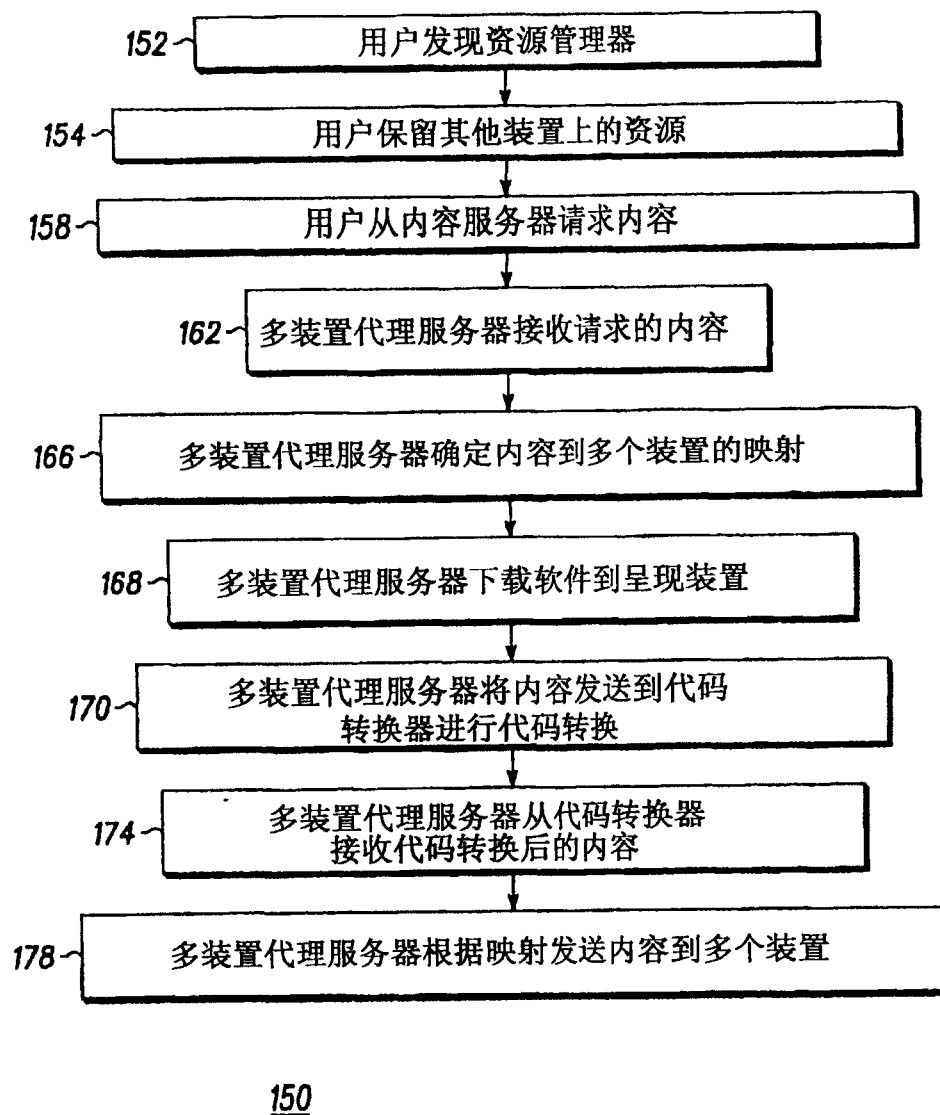 152 用户发现资源管理器
154 用户保留其他装置上的资源
158 用户从内容服务器请求内容
162 多装置代理服务器接收请求的内容
166 多装置代理服务器确定内容到多个装置的映射
168 多装置代理服务器下载软件到呈现装置
170 多装置代理服务器将内容发送到代码
转换器进行代码转换
174 多装置代理服务器从代码转换器
接收代码转换后的内容
178 多装置代理服务器根据映射发送内容到多个装置
150